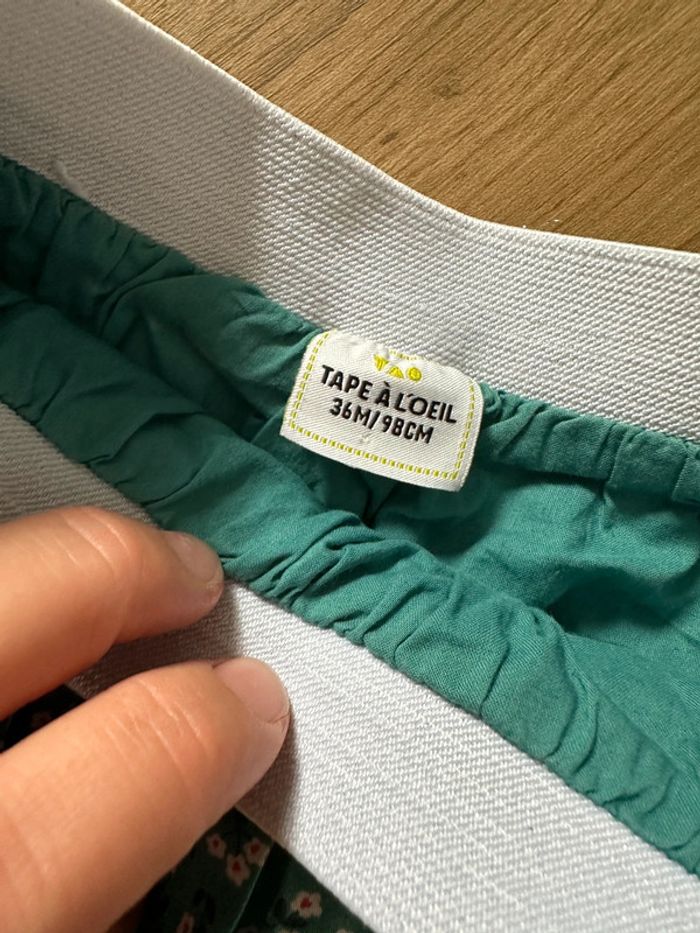 TAO
TAPE À L'OEIL
36M/98CM